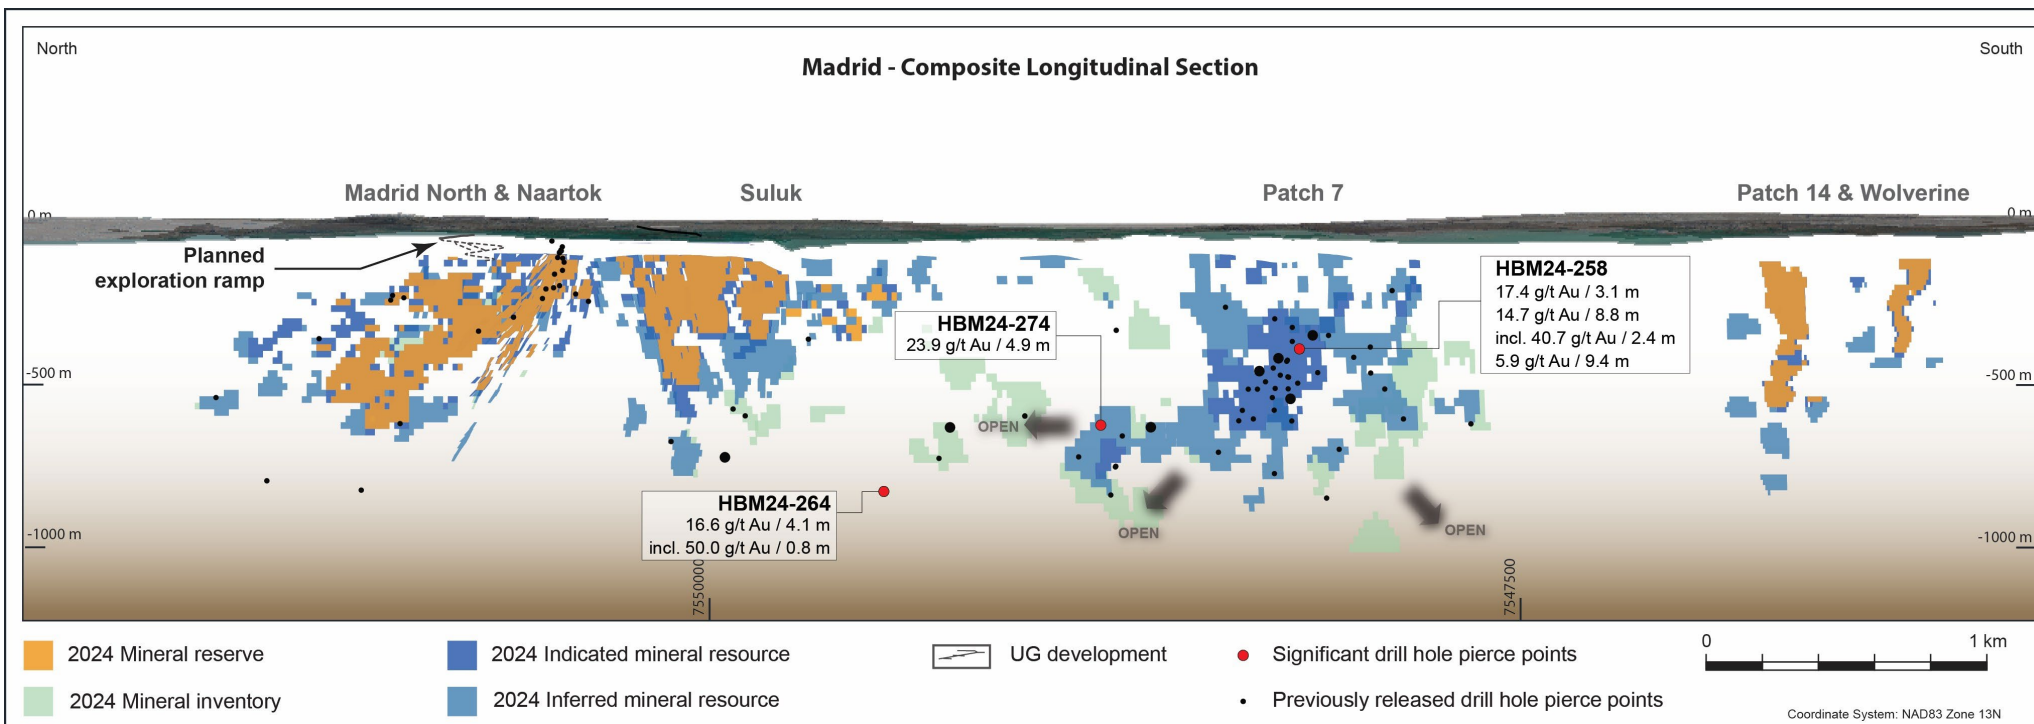 North
South
Madrid - Composite Longitudinal Section
Madrid North & Naartok
Suluk
Patch 7
Patch 14 & Wolverine
0 m
0 m
Planned
exploration ramp
HBM24-258
17.4 g/t Au / 3.1 m
14.7 g/t Au / 8.8 m
incl. 40.7 g/t Au / 2.4 m
5.9 g/t Au / 9.4 m
HBM24-274
23.9 g/t Au / 4.9 m
-500 m
-500 m
OPEN
HBM24-264
16.6 g/t Au / 4.1 m
incl. 50.0 g/t Au / 0.8 m
OPEN
OPEN
-1000 m
-1000 m
7550000
7547500
2024 Mineral reserve
2024 Indicated mineral resource
UG development
Significant drill hole pierce points
0
1 km
2024 Mineral inventory
2024 Inferred mineral resource
Previously released drill hole pierce points
Coordinate System: NAD83 Zone 13N